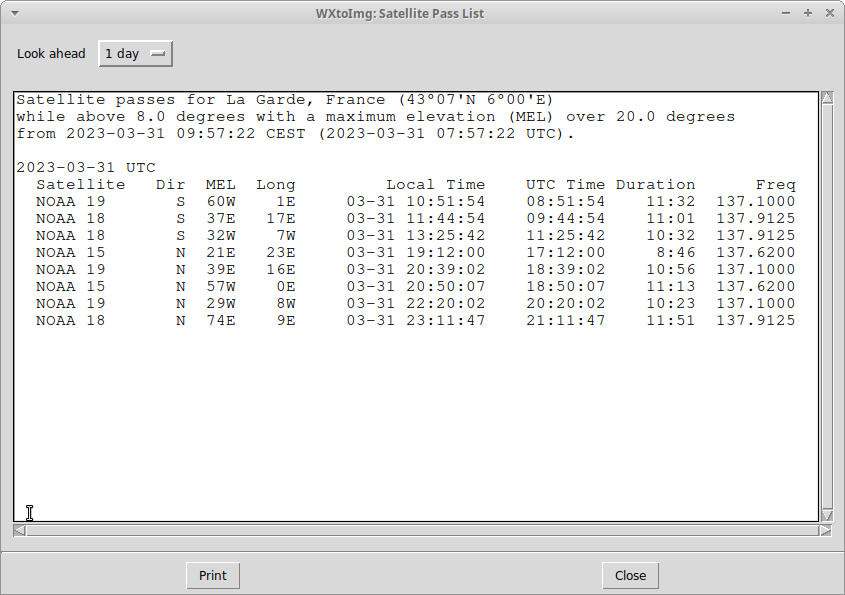 WXtoImg: Satellite Pass List
Look ahead 1 day
Satellite passes for La Garde, France (43°07'N 6°00'E)
while above 8.0 degrees with a maximum elevation (MEL) over 20.0 degrees
from 2023-03-31 09:57:22 CEST (2023-03-31 07:57:22 UTC).
2023-03-31 UTC
Satellite Dir MEL Long Local Time UTC Time Duration Freq
NOAA 19 S 60W 1E 03-31 10:51:54 08:51:54 11:32 137.1000
NOAA 18 S 37E 17E 03-31 11:44:54 09:44:54 11:01 137.9125
NOAA 18 S 32W 7W 03-31 13:25:42 11:25:42 10:32 137.9125
NOAA 15 N 21E 23E 03-31 19:12:00 17:12:00 8:46 137.6200
NOAA 19 N 39E 16E 03-31 20:39:02 18:39:02 10:56 137.1000
NOAA 15 N 57W 0E 03-31 20:50:07 18:50:07 11:13 137.6200
NOAA 19 N 29W 8W 03-31 22:20:02 20:20:02 10:23 137.1000
NOAA 18 N 74E 9E 03-31 23:11:47 21:11:47 11:51 137.9125
Print Close